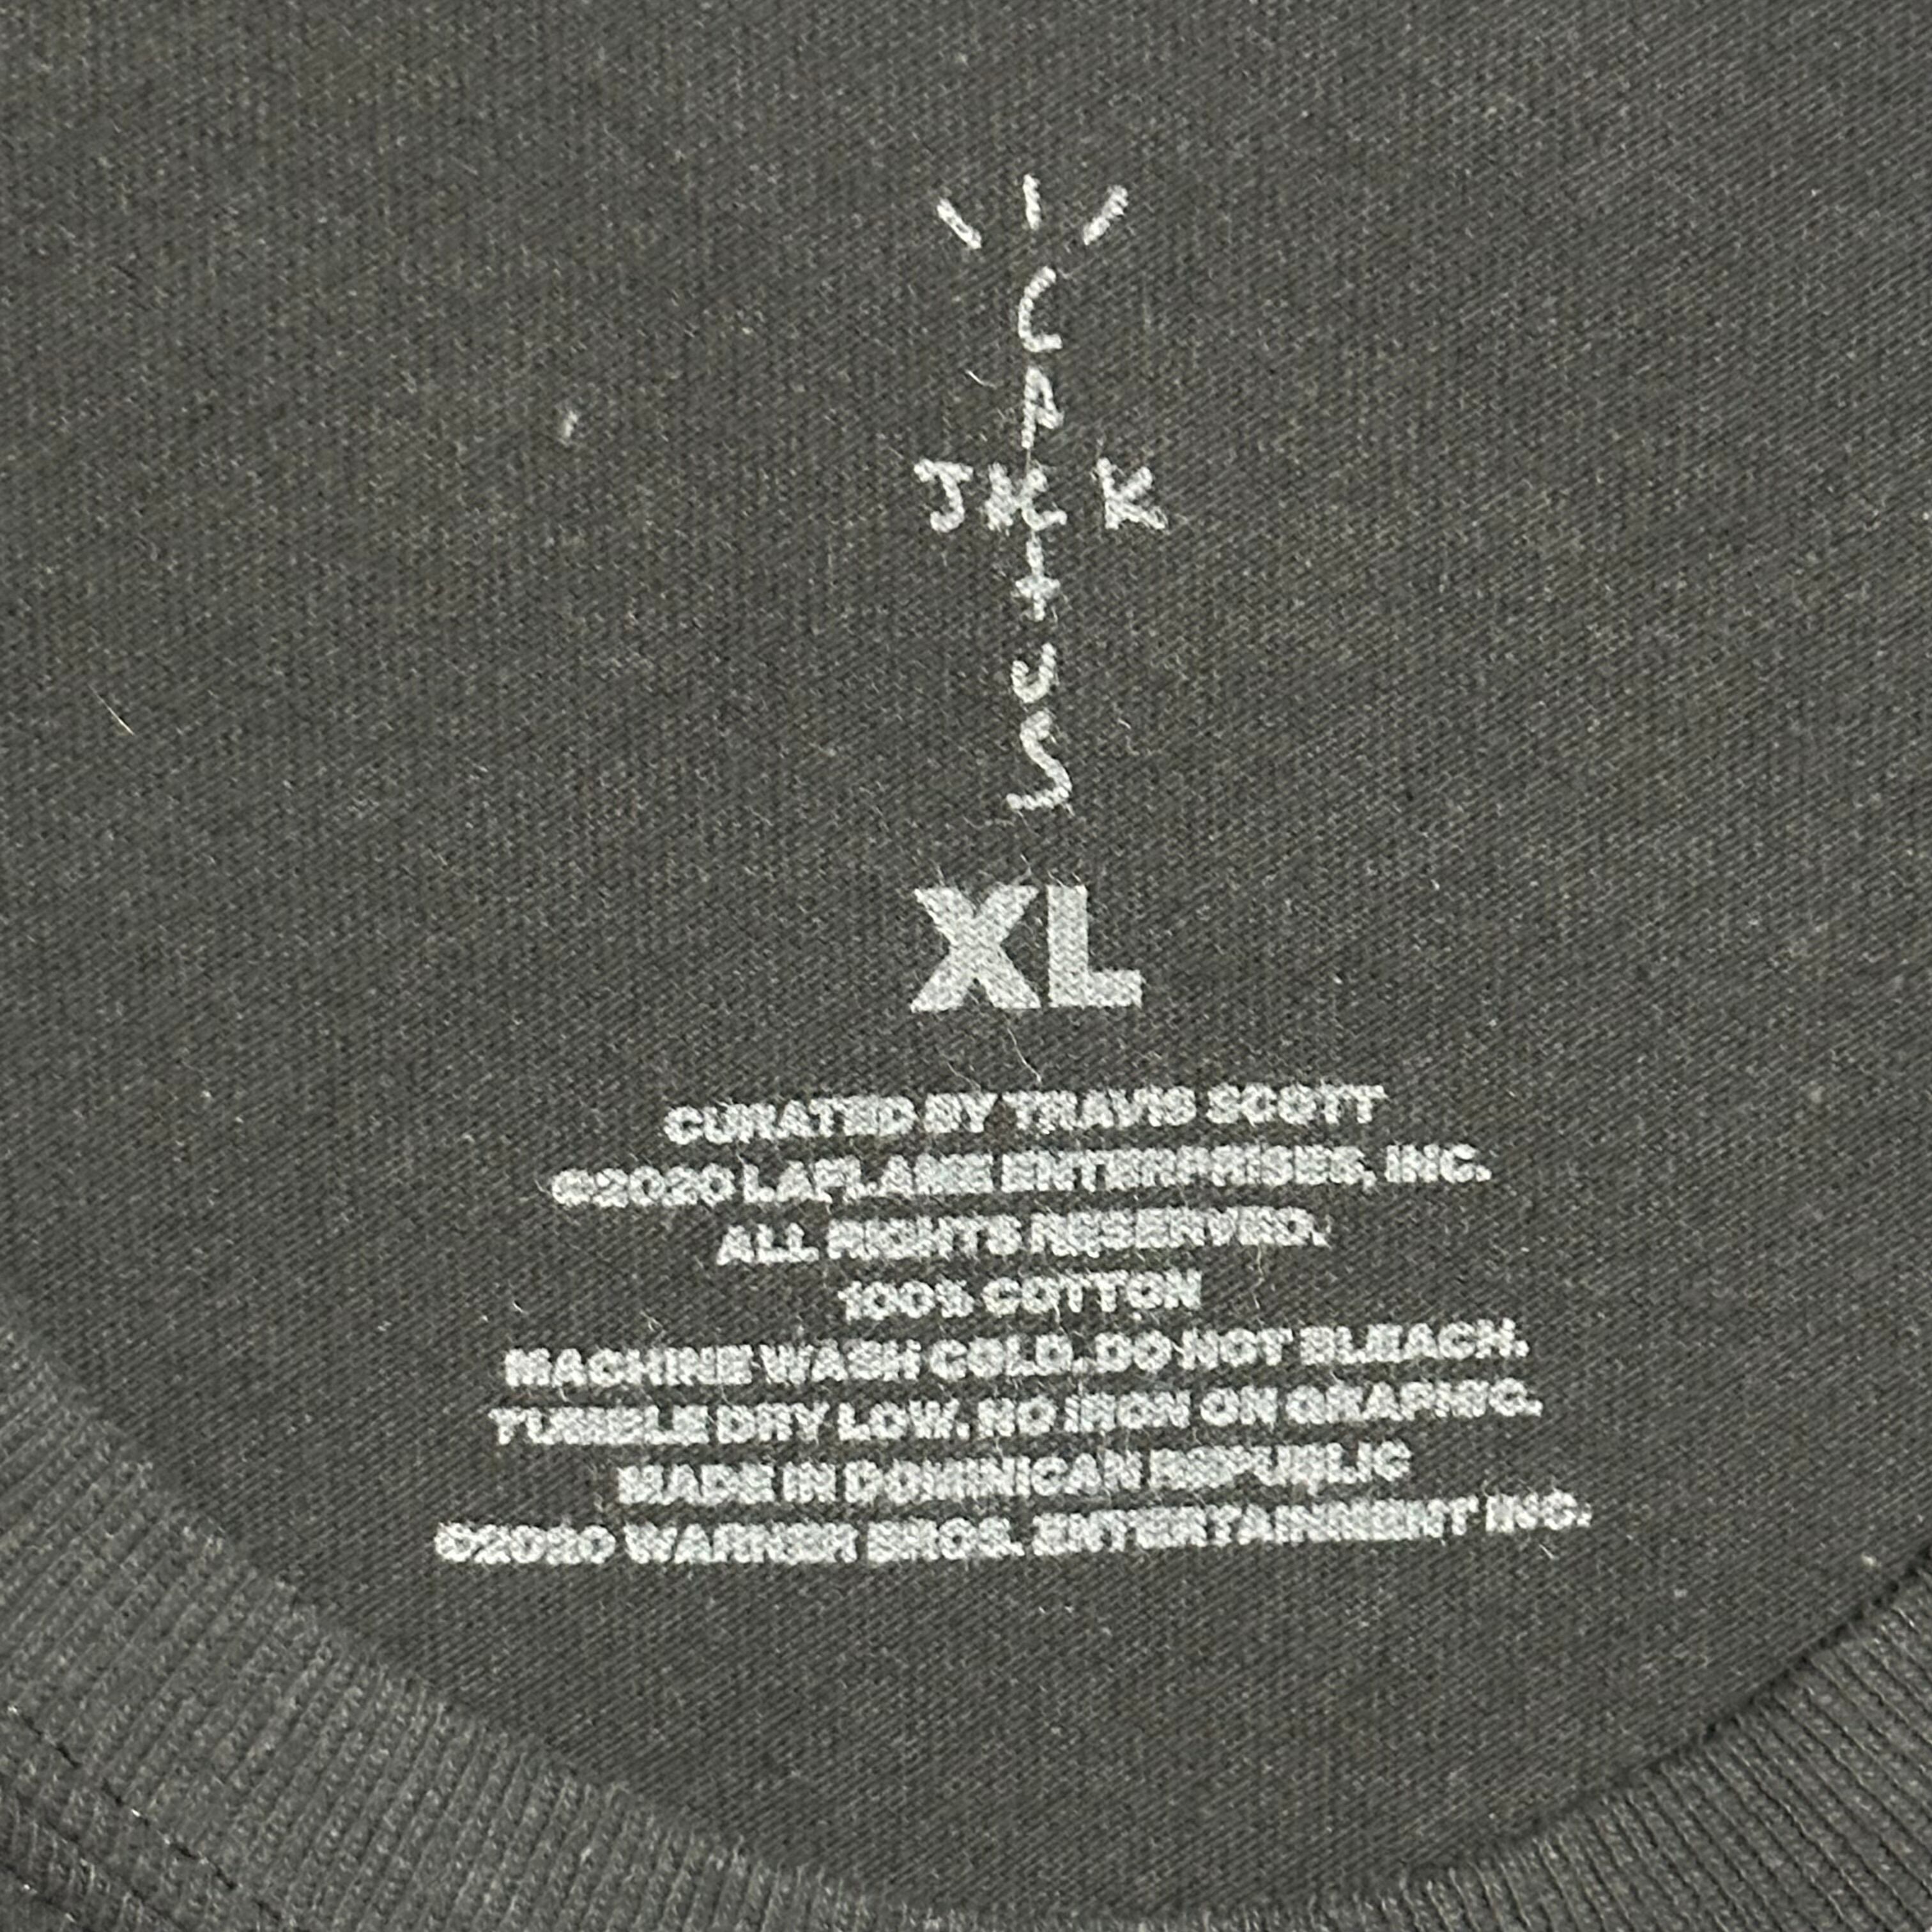 CACTUS
JACK
XL
CURATED BY TRAVIS SCOTT
©2020 LAFLAME ENTERPRISES, INC.
ALL RIGHTS RESERVED.
100% COTTON
MACHINE WASH COLD. DO NOT BLEACH.
TUMBLE DRY LOW. NO IRON ON GRAPHIC.
MADE IN DOMINICAN REPUBLIC
©2020 WARNER BROS. ENTERTAINMENT INC.